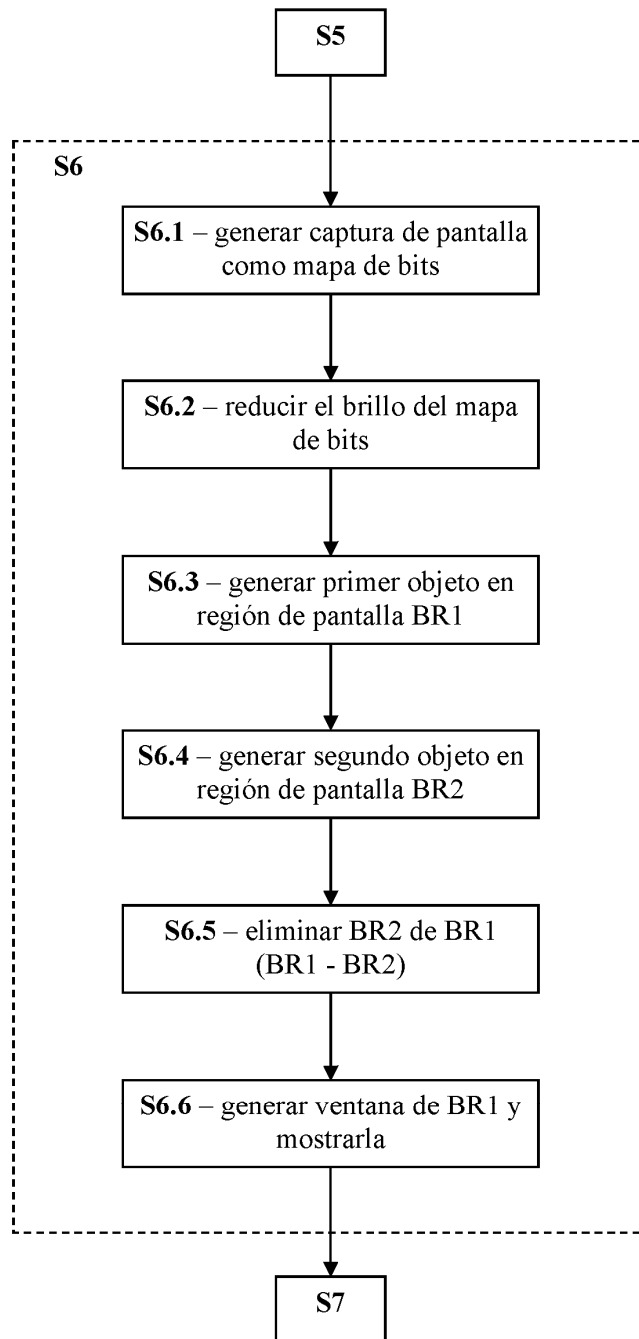 S5
S6
S6.1 – generar captura de pantalla
como mapa de bits
S6.2 – reducir el brillo del mapa
de bits
S6.3 – generar primer objeto en
región de pantalla BR1
S6.4 – generar segundo objeto en
región de pantalla BR2
S6.5 – eliminar BR2 de BR1
(BR1 - BR2)
S6.6 – generar ventana de BR1 y
mostrarla
S7